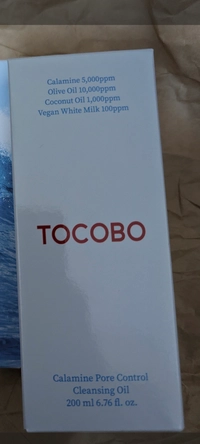 Calamine 5,000ppm
Olive Oil 10,000ppm
Coconut Oil 1,000ppm
Vegan White Milk 100ppm
TOCOBO
Calamine Pore Control
Cleansing Oil
200 ml 6.76 fl. oz.